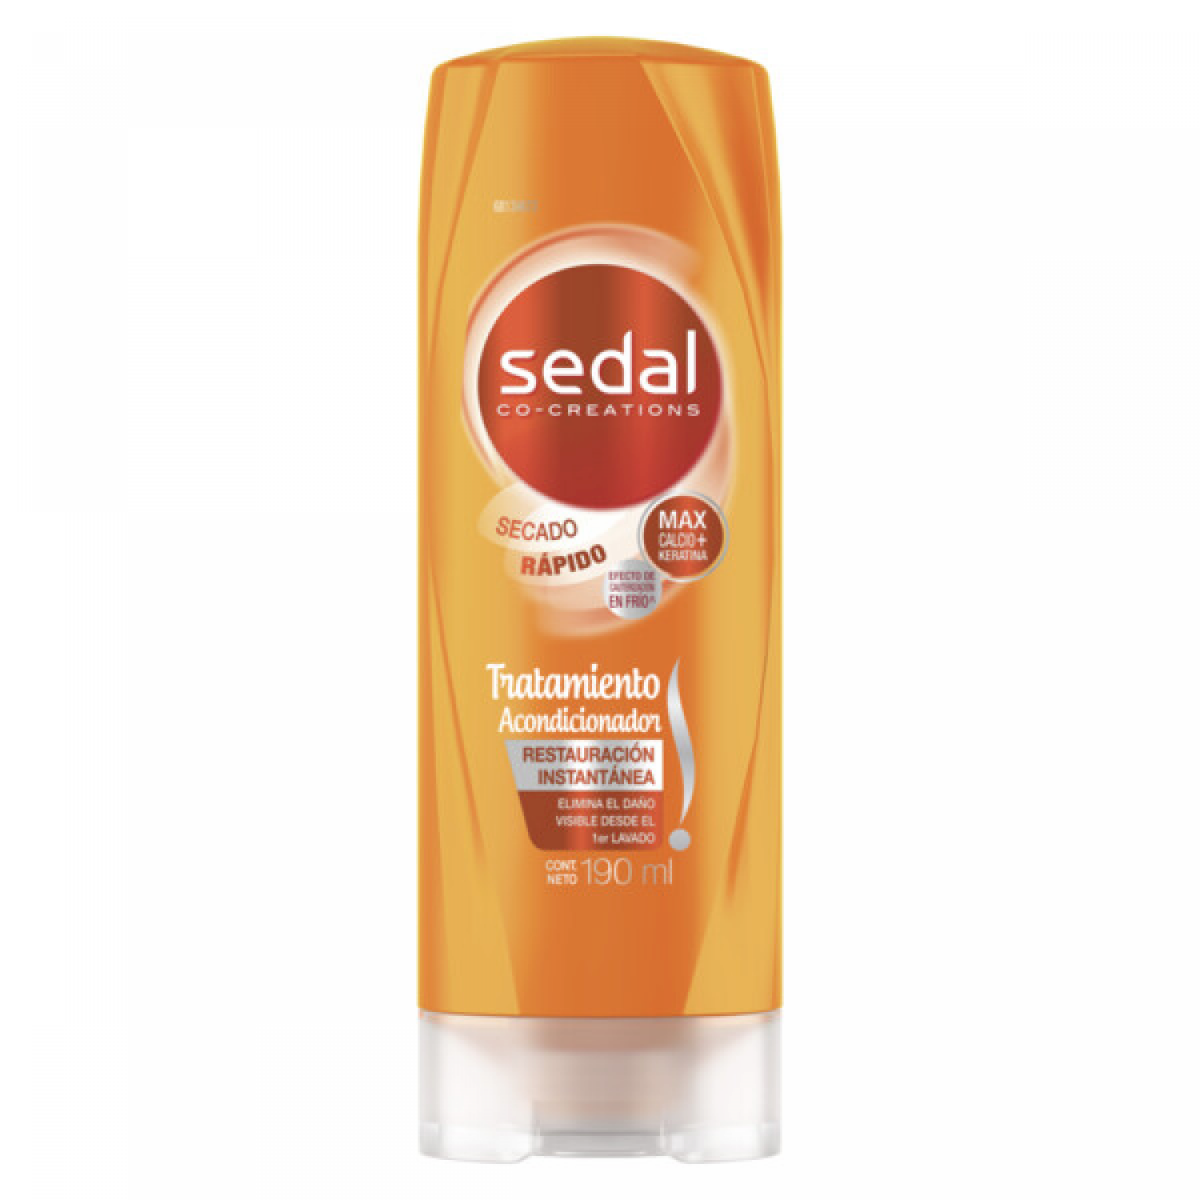 sedal
CO-CREATIONS
SECADO
RÁPIDO
MAX
CALCIO+
KERATINA
EFECTO DE
CAUTERIZACIÓN
EN FRÍO
Tratamiento
Acondicionador
RESTAURACIÓN
INSTANTÁNEA
ELIMINA EL DAÑO
VISIBLE DESDE EL
1er LAVADO
CONT.
NETO 190 ml